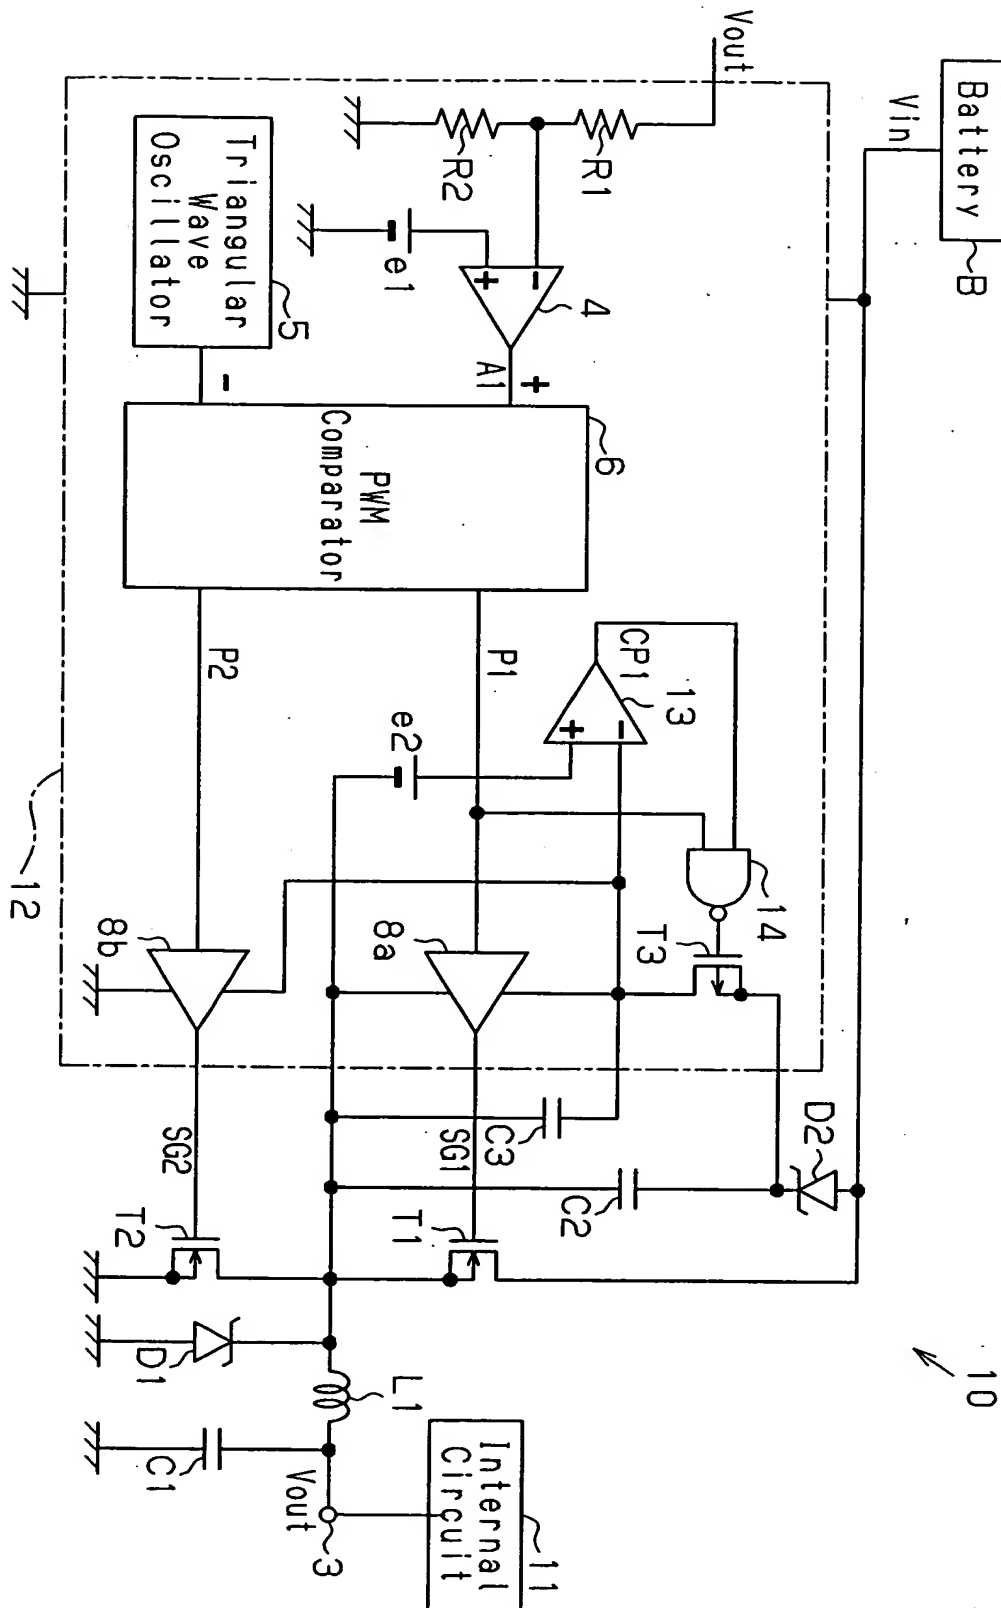 10
Battery
B
Vin
Vout
D2
R1
R2
e1
4
A1
+
-
-
+
Triangular
Wave
Oscillator
5
-
6
PWM
Comparator
P1
P2
CP1
13
-
+
e2
14
T3
8a
8b
12
C3
C2
SG1
SG2
T1
T2
D1
L1
C1
Vout
3
Internal
Circuit
11